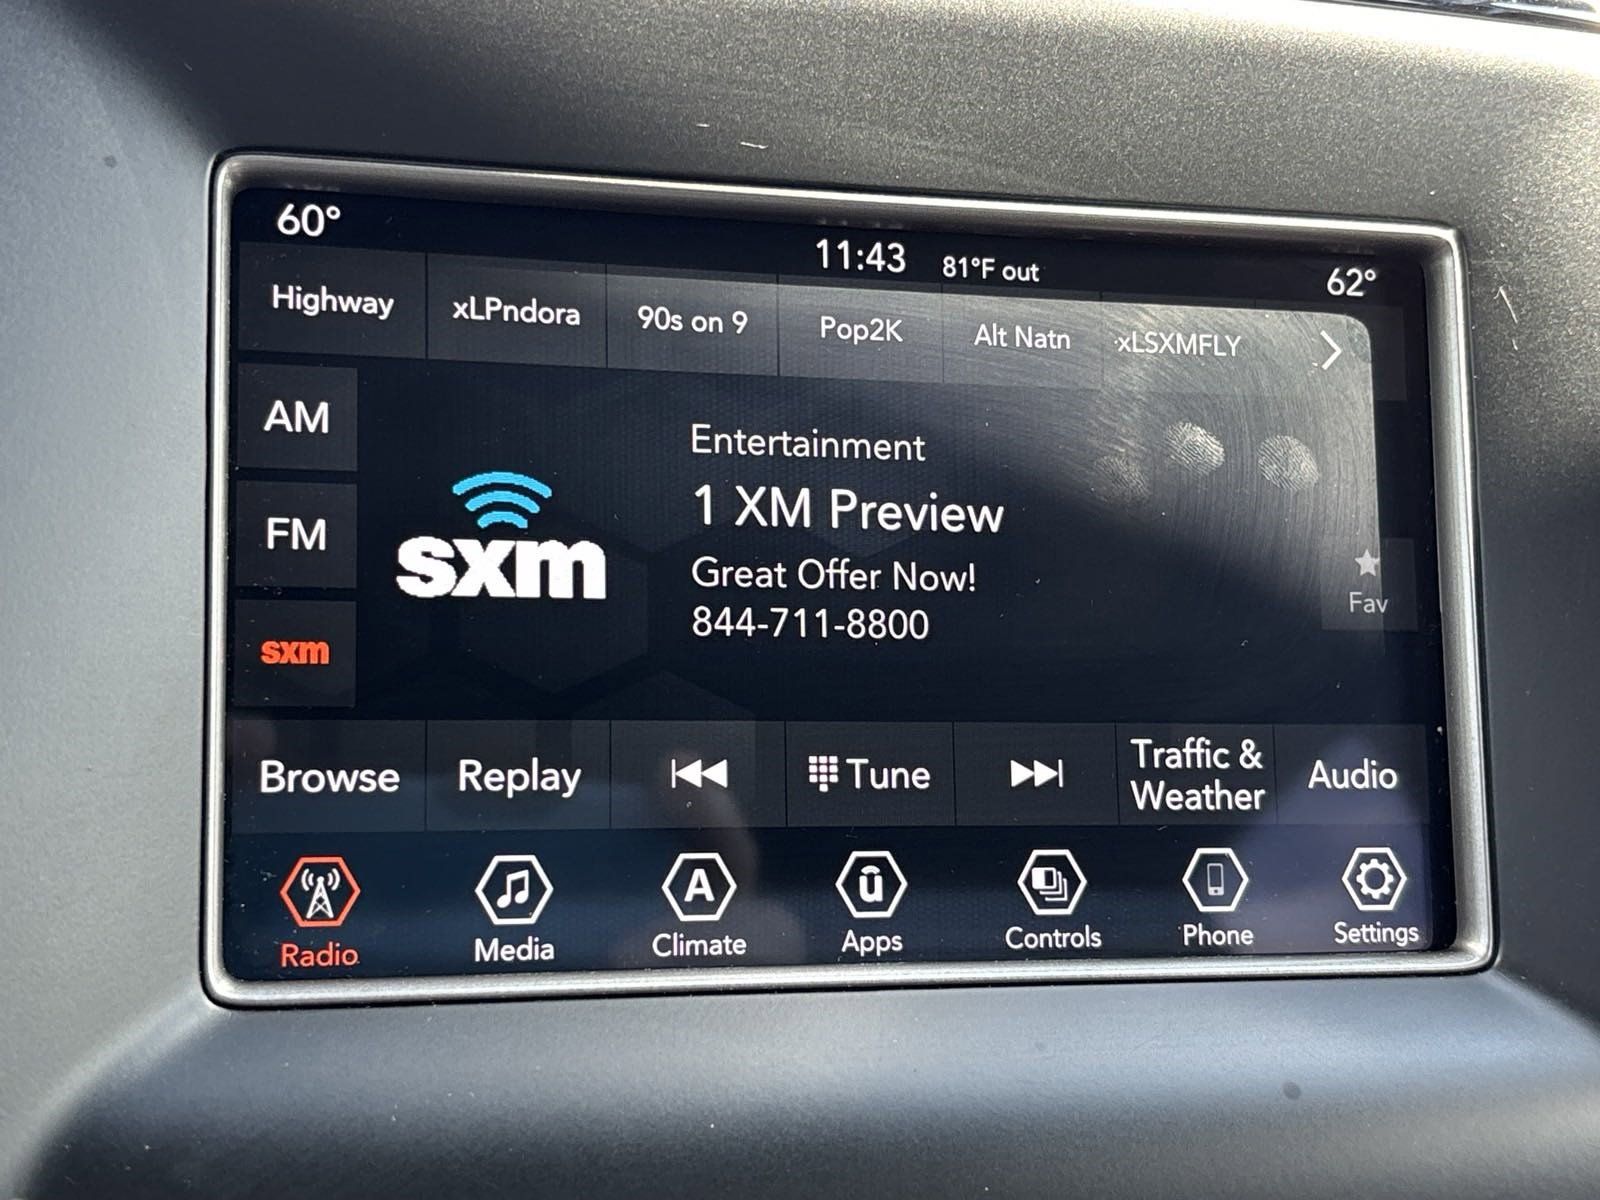 60°
11:43 81°F out
62°
Highway xLPndora 90s on 9 Pop2K Alt Natn xLSXMFLY
AM
FM
sxm
sxm
Entertainment
1 XM Preview
Great Offer Now!
844-711-8800
Fav
Browse Replay Tune Traffic & Weather Audio
A û
Radio Media Climate Apps Controls Phone Settings